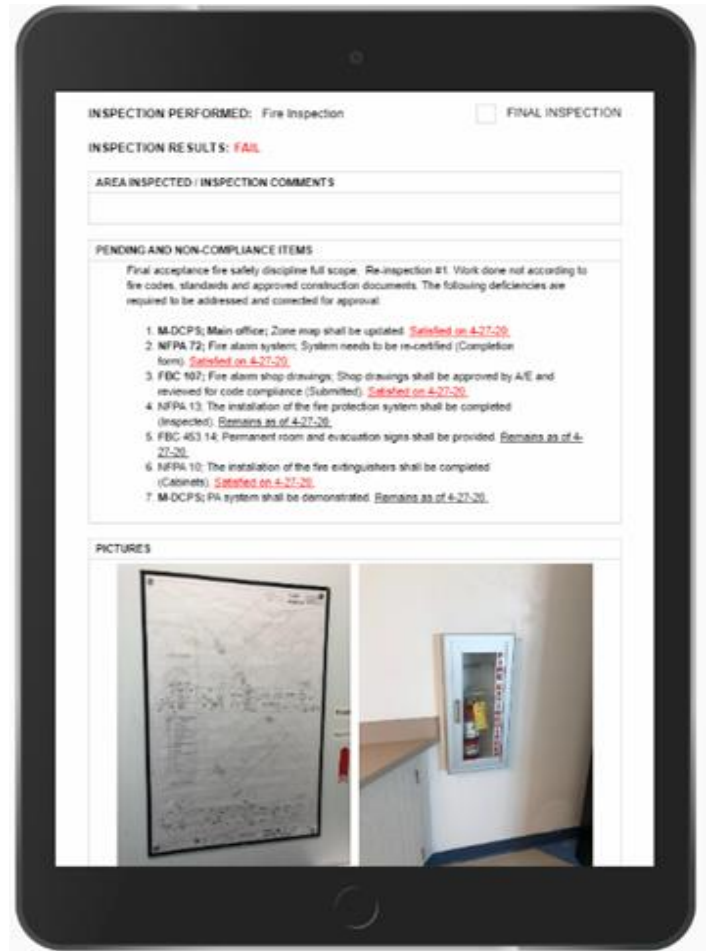 INSPECTION PERFORMED: Fire Inspection
FINAL INSPECTION
INSPECTION RESULTS: FAIL
AREA INSPECTED / INSPECTION COMMENTS
PENDING AND NON-COMPLIANCE ITEMS
Final acceptance fire safety discipline full scope. Re-inspection #1. Work done not according to
fire codes, standards and approved construction documents. The following deficiencies are
required to be addressed and corrected for approval:
1. M-DCPS; Main office; Zone map shall be updated. Satisfied on 4-27-20.
2. NFPA 72; Fire alarm system; System needs to be re-certified (Completion
form). Satisfied on 4-27-20.
3. FBC 107; Fire alarm shop drawings; Shop drawings shall be approved by A/E and
reviewed for code compliance (Submitted). Satisfied on 4-27-20.
4. NFPA 13; The installation of the fire protection system shall be completed
(Inspected). Remains as of 4-27-20.
5. FBC 453.14; Permanent room and evacuation signs shall be provided. Remains as of 4-
27-20.
6. NFPA 10; The installation of the fire extinguishers shall be completed
(Cabinets). Satisfied on 4-27-20.
7. M-DCPS; PA system shall be demonstrated. Remains as of 4-27-20.
PICTURES
FIRE EXTINGUISHER